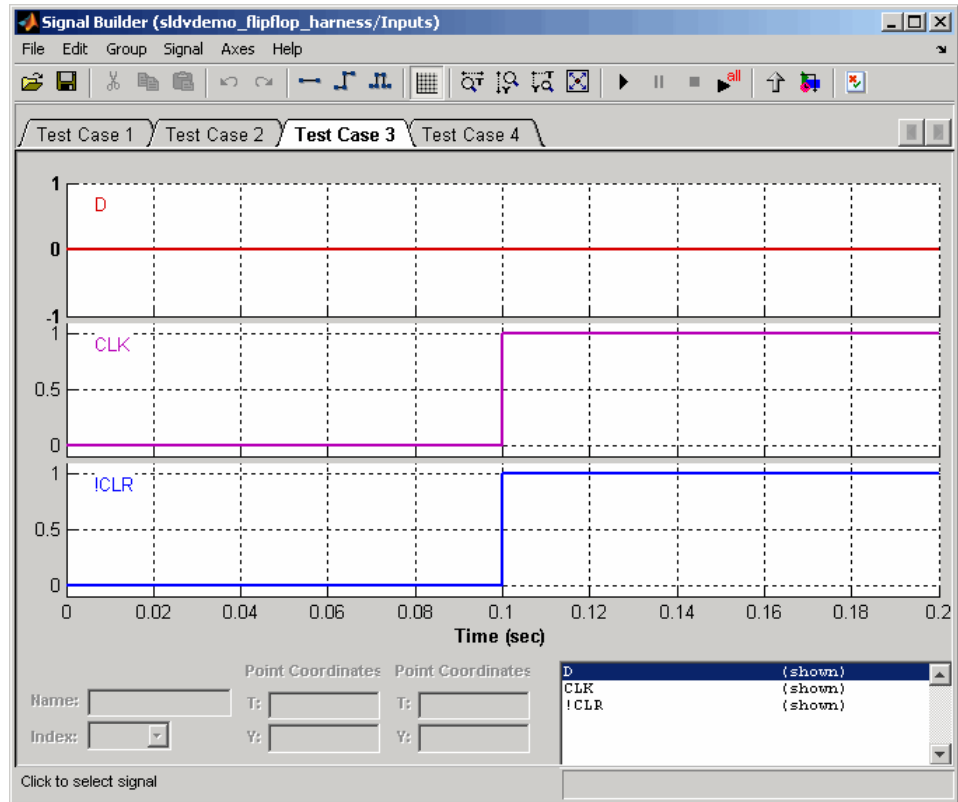 Signal Builder (sldvdemo_flipflop_harness/Inputs)
File Edit Group Signal Axes Help
all
Test Case 1 Test Case 2 Test Case 3 Test Case 4
1
D
0
-1
1
CLK
0.5
0
1
!CLR
0.5
0
0 0.02 0.04 0.06 0.08 0.1 0.12 0.14 0.16 0.18 0.2
Time (sec)
Point Coordinates Point Coordinates
Name: T: T:
Index: Y: Y:
D (shown)
CLK (shown)
!CLR (shown)
Click to select signal